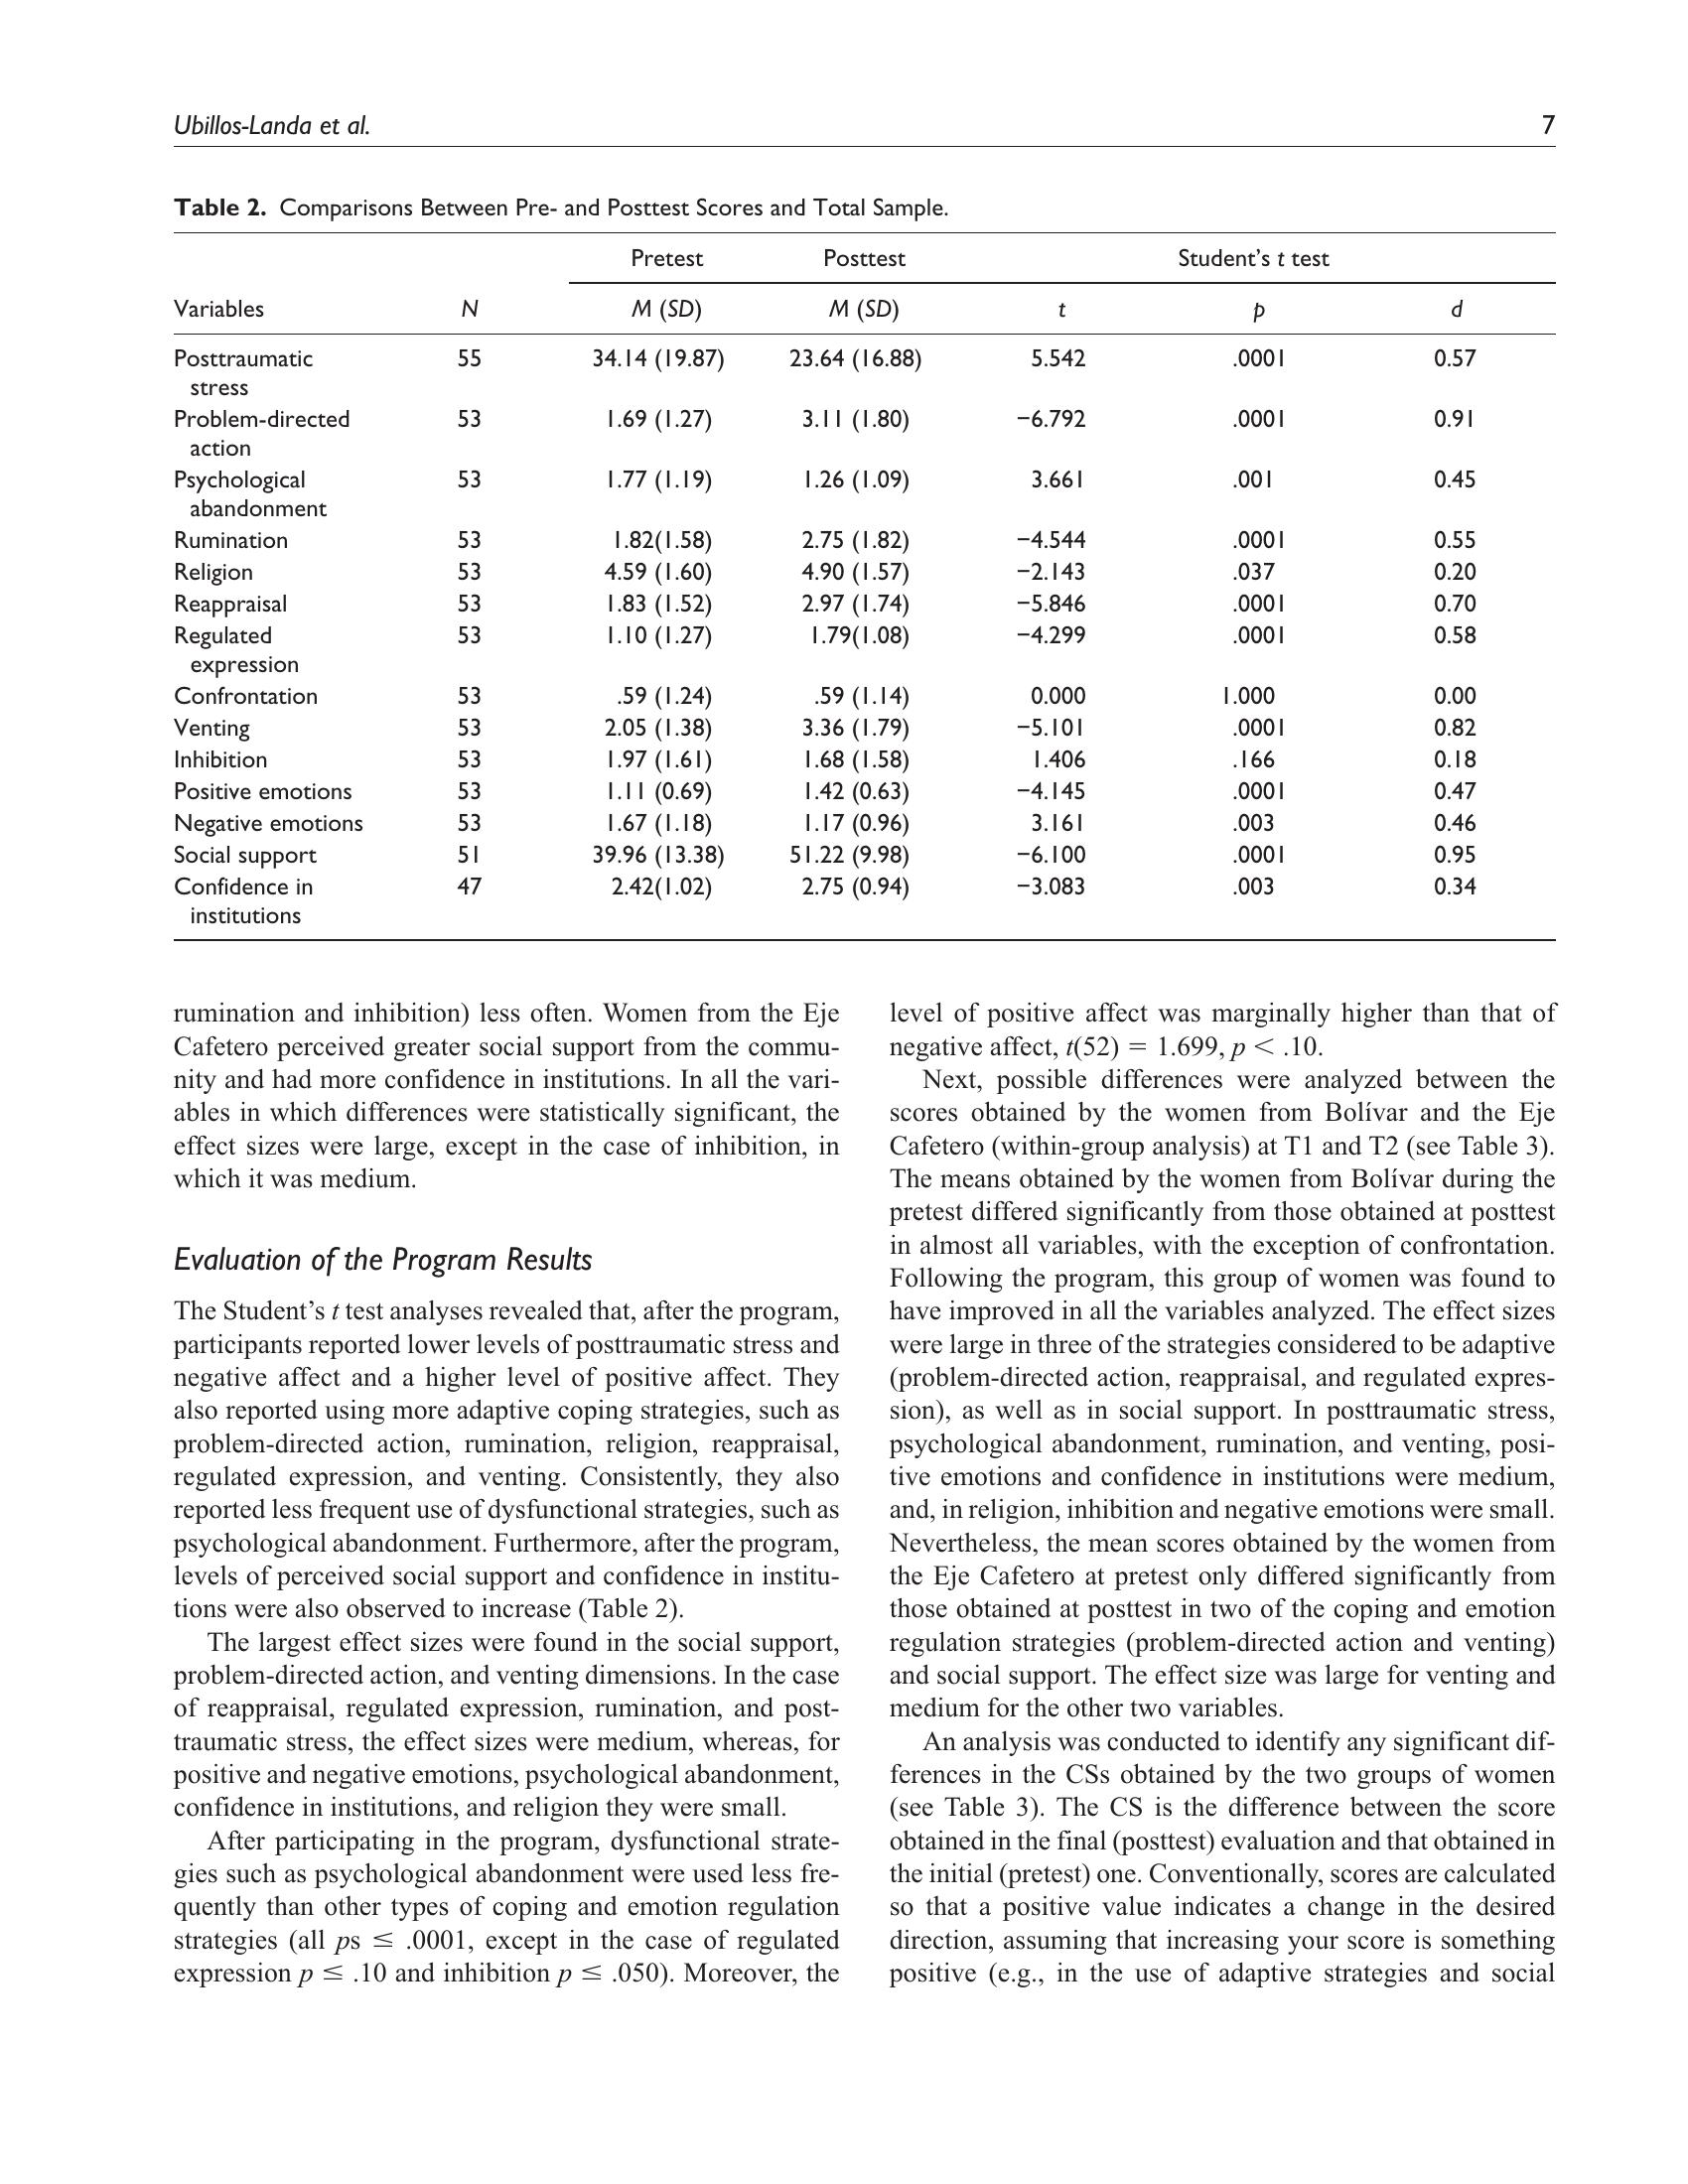 Ubillos-Landa et al. 7
Table 2. Comparisons Between Pre- and Posttest Scores and Total Sample.
Pretest Posttest Student’s t test
Variables N M (SD) M (SD) t p d
Posttraumatic stress 55 34.14 (19.87) 23.64 (16.88) 5.542 .0001 0.57
Problem-directed action 53 1.69 (1.27) 3.11 (1.80) −6.792 .0001 0.91
Psychological abandonment 53 1.77 (1.19) 1.26 (1.09) 3.661 .001 0.45
Rumination 53 1.82(1.58) 2.75 (1.82) −4.544 .0001 0.55
Religion 53 4.59 (1.60) 4.90 (1.57) −2.143 .037 0.20
Reappraisal 53 1.83 (1.52) 2.97 (1.74) −5.846 .0001 0.70
Regulated expression 53 1.10 (1.27) 1.79(1.08) −4.299 .0001 0.58
Confrontation 53 .59 (1.24) .59 (1.14) 0.000 1.000 0.00
Venting 53 2.05 (1.38) 3.36 (1.79) −5.101 .0001 0.82
Inhibition 53 1.97 (1.61) 1.68 (1.58) 1.406 .166 0.18
Positive emotions 53 1.11 (0.69) 1.42 (0.63) −4.145 .0001 0.47
Negative emotions 53 1.67 (1.18) 1.17 (0.96) 3.161 .003 0.46
Social support 51 39.96 (13.38) 51.22 (9.98) −6.100 .0001 0.95
Confidence in institutions 47 2.42(1.02) 2.75 (0.94) −3.083 .003 0.34
rumination and inhibition) less often. Women from the Eje
Cafetero perceived greater social support from the commu-
nity and had more confidence in institutions. In all the vari-
ables in which differences were statistically significant, the
effect sizes were large, except in the case of inhibition, in
which it was medium.
Evaluation of the Program Results
The Student’s t test analyses revealed that, after the program,
participants reported lower levels of posttraumatic stress and
negative affect and a higher level of positive affect. They
also reported using more adaptive coping strategies, such as
problem-directed action, rumination, religion, reappraisal,
regulated expression, and venting. Consistently, they also
reported less frequent use of dysfunctional strategies, such as
psychological abandonment. Furthermore, after the program,
levels of perceived social support and confidence in institu-
tions were also observed to increase (Table 2).
The largest effect sizes were found in the social support,
problem-directed action, and venting dimensions. In the case
of reappraisal, regulated expression, rumination, and post-
traumatic stress, the effect sizes were medium, whereas, for
positive and negative emotions, psychological abandonment,
confidence in institutions, and religion they were small.
After participating in the program, dysfunctional strate-
gies such as psychological abandonment were used less fre-
quently than other types of coping and emotion regulation
strategies (all ps ≤ .0001, except in the case of regulated
expression p ≤ .10 and inhibition p ≤ .050). Moreover, the
level of positive affect was marginally higher than that of
negative affect, t(52) = 1.699, p < .10.
Next, possible differences were analyzed between the
scores obtained by the women from Bolívar and the Eje
Cafetero (within-group analysis) at T1 and T2 (see Table 3).
The means obtained by the women from Bolívar during the
pretest differed significantly from those obtained at posttest
in almost all variables, with the exception of confrontation.
Following the program, this group of women was found to
have improved in all the variables analyzed. The effect sizes
were large in three of the strategies considered to be adaptive
(problem-directed action, reappraisal, and regulated expres-
sion), as well as in social support. In posttraumatic stress,
psychological abandonment, rumination, and venting, posi-
tive emotions and confidence in institutions were medium,
and, in religion, inhibition and negative emotions were small.
Nevertheless, the mean scores obtained by the women from
the Eje Cafetero at pretest only differed significantly from
those obtained at posttest in two of the coping and emotion
regulation strategies (problem-directed action and venting)
and social support. The effect size was large for venting and
medium for the other two variables.
An analysis was conducted to identify any significant dif-
ferences in the CSs obtained by the two groups of women
(see Table 3). The CS is the difference between the score
obtained in the final (posttest) evaluation and that obtained in
the initial (pretest) one. Conventionally, scores are calculated
so that a positive value indicates a change in the desired
direction, assuming that increasing your score is something
positive (e.g., in the use of adaptive strategies and social